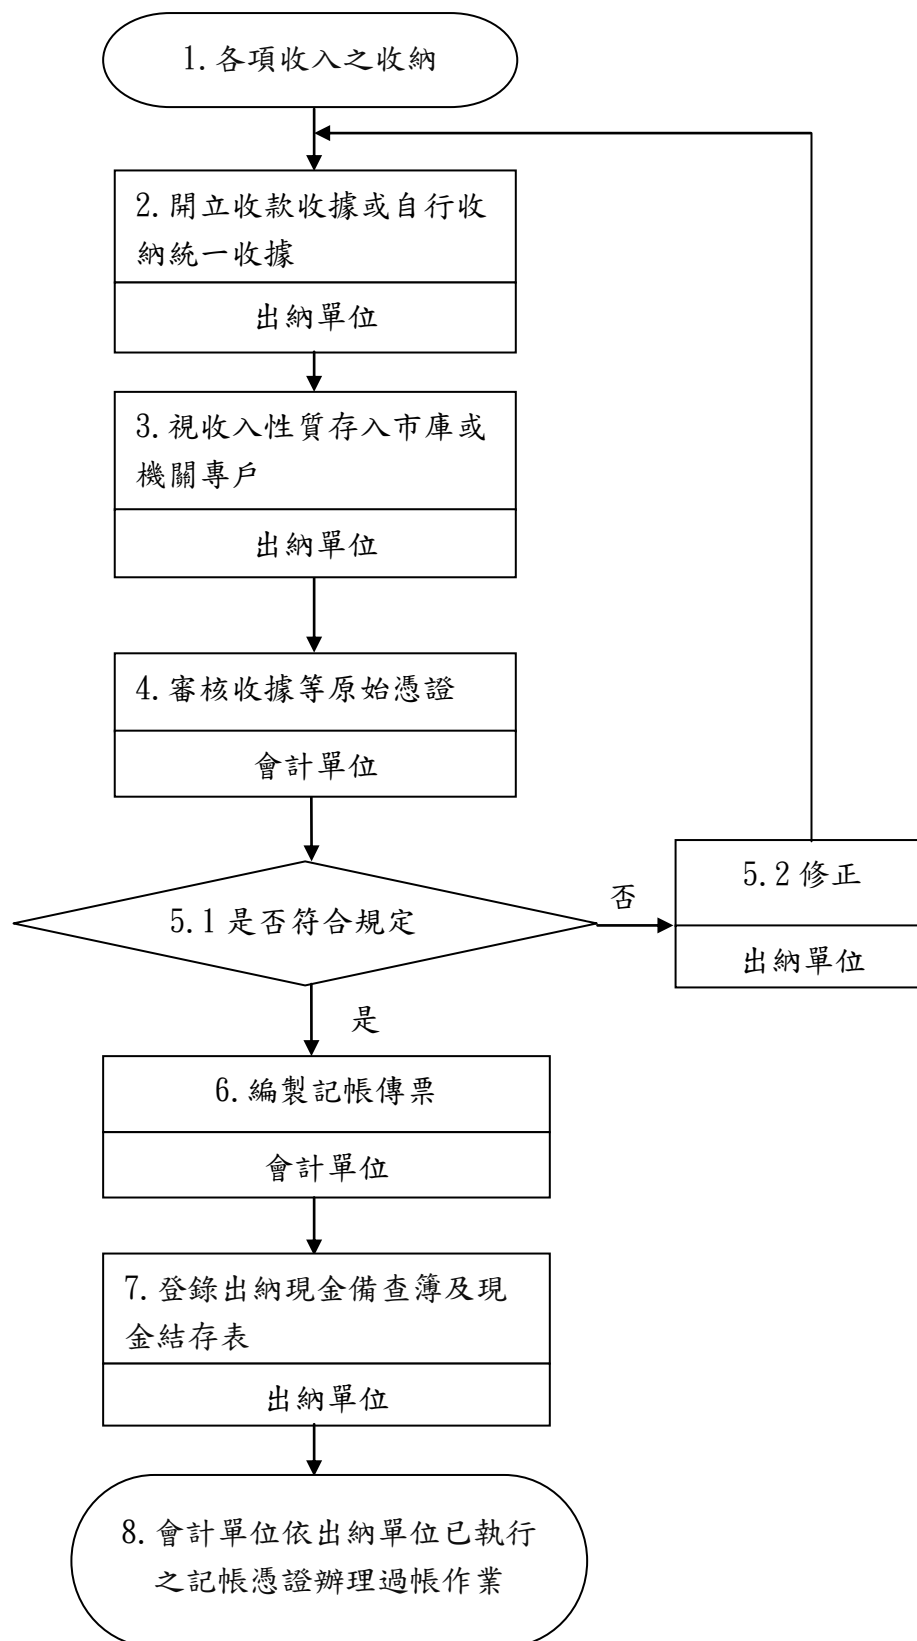 1.各項收入之收納
2.開立收款收據或自行收
納統一收據
出納單位
3.視收入性質存入市庫或
機關專戶
出納單位
4.審核收據等原始憑證
會計單位
5.1 是否符合規定
否
5.2 修正
出納單位
是
6.編製記帳傳票
會計單位
7.登錄出納現金備查簿及現
金結存表
出納單位
8.會計單位依出納單位已執行
之記帳憑證辦理過帳作業